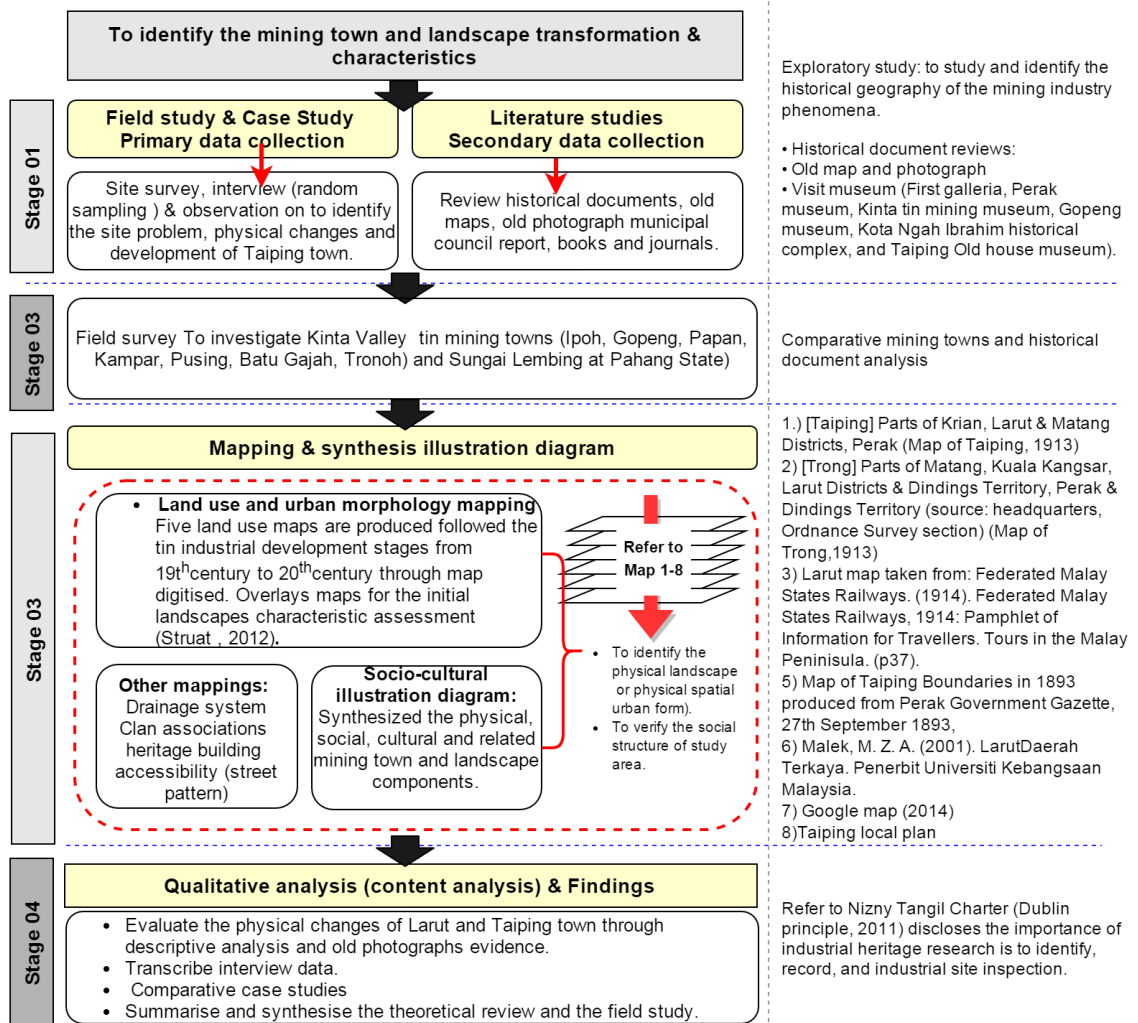 To identify the mining town and landscape transformation &
characteristics
Stage 01
Field study & Case Study
Primary data collection
Literature studies
Secondary data collection
Site survey, interview (random
sampling ) & observation on to identify
the site problem, physical changes and
development of Taiping town.
Review historical documents, old
maps, old photograph municipal
council report, books and journals.
Exploratory study: to study and identify the
historical geography of the mining industry
phenomena.
• Historical document reviews:
• Old map and photograph
• Visit museum (First galleria, Perak
museum, Kinta tin mining museum, Gopeng
museum, Kota Ngah Ibrahim historical
complex, and Taiping Old house museum).
Stage 03
Field survey To investigate Kinta Valley tin mining towns (Ipoh, Gopeng, Papan,
Kampar, Pusing, Batu Gajah, Tronoh) and Sungai Lembing at Pahang State)
Comparative mining towns and historical
document analysis
Stage 03
Mapping & synthesis illustration diagram
• Land use and urban morphology mapping
Five land use maps are produced followed the
tin industrial development stages from
19th century to 20th century through map
digitised. Overlays maps for the initial
landscapes characteristic assessment
(Struat , 2012).
Refer to
Map 1-8
Other mappings:
Drainage system
Clan associations
heritage building
accessibility (street
pattern)
Socio-cultural
illustration diagram:
Synthesized the physical,
social, cultural and related
mining town and landscape
components.
• To identify the
physical landscape
or physical spatial
urban form).
• To verify the social
structure of study
area.
1.) [Taiping] Parts of Krian, Larut & Matang
Districts, Perak (Map of Taiping, 1913)
2) [Trong] Parts of Matang, Kuala Kangsar,
Larut Districts & Dindings Territory, Perak &
Dindings Territory (source: headquarters,
Ordnance Survey section) (Map of
Trong,1913)
3) Larut map taken from: Federated Malay
States Railways. (1914). Federated Malay
States Railways, 1914: Pamphlet of
Information for Travellers. Tours in the Malay
Peninisula. (p37).
5) Map of Taiping Boundaries in 1893
produced from Perak Government Gazette,
27th September 1893,
6) Malek, M. Z. A. (2001). LarutDaerah
Terkaya. Penerbit Universiti Kebangsaan
Malaysia.
7) Google map (2014)
8)Taiping local plan
Stage 04
Qualitative analysis (content analysis) & Findings
• Evaluate the physical changes of Larut and Taiping town through
descriptive analysis and old photographs evidence.
• Transcribe interview data.
• Comparative case studies
• Summarise and synthesise the theoretical review and the field study.
Refer to Nizny Tangil Charter (Dublin
principle, 2011) discloses the importance of
industrial heritage research is to identify,
record, and industrial site inspection.